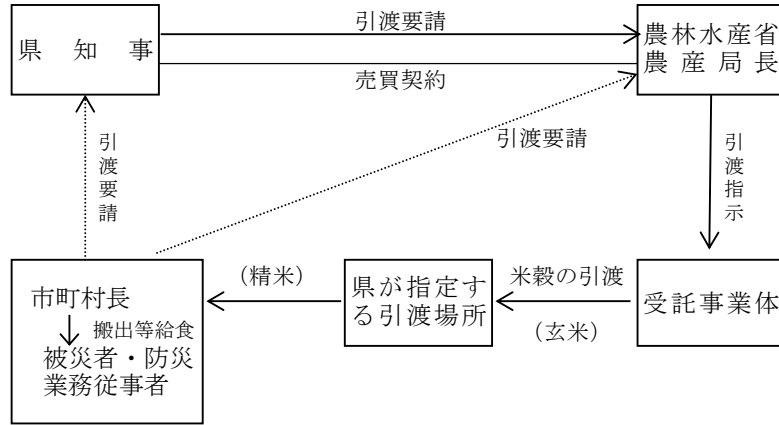 引渡要請
県知事
農林水産省
農産局長
売買契約
引渡要請
引渡要請
引渡指示
(精米)
米穀の引渡
(玄米)
市町村長
搬出等給食
被災者・防災
業務従事者
県が指定す
る引渡場所
受託事業体